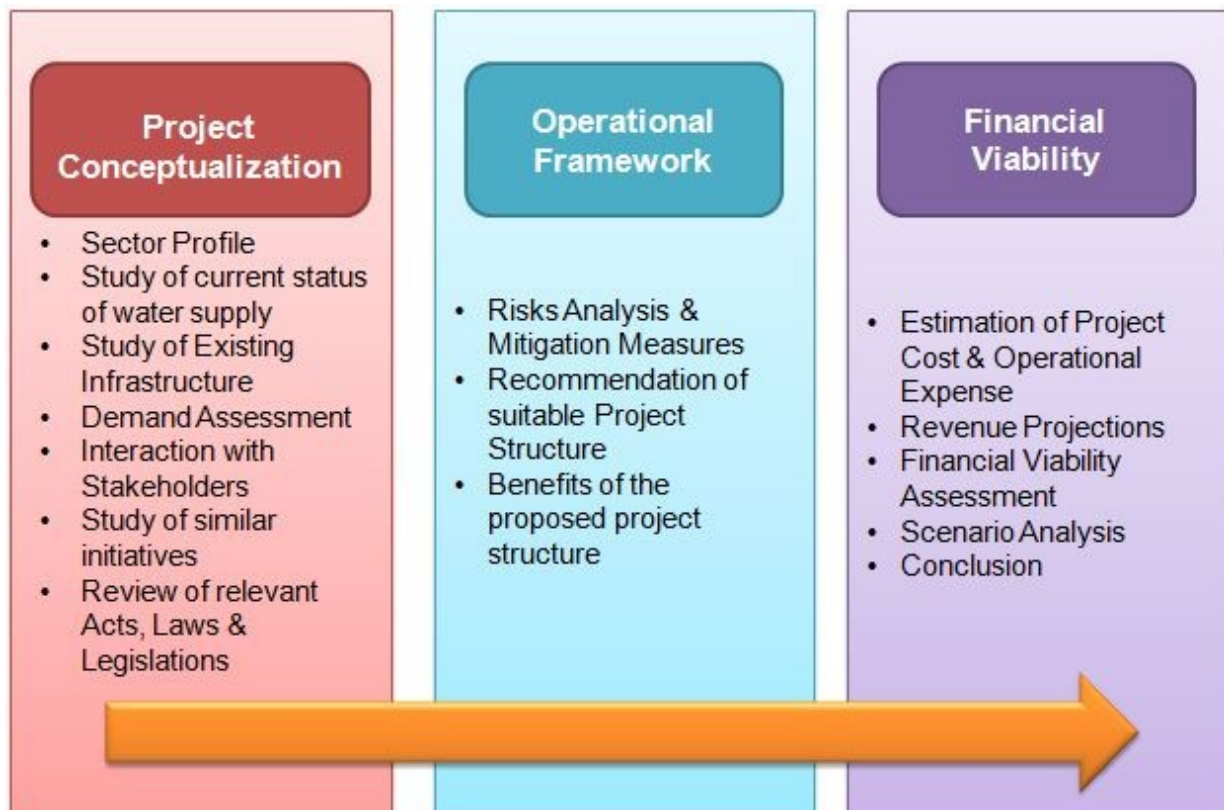 Project
Conceptualization
• Sector Profile
• Study of current status
of water supply
• Study of Existing
Infrastructure
• Demand Assessment
• Interaction with
Stakeholders
• Study of similar
initiatives
• Review of relevant
Acts, Laws &
Legislations
Operational
Framework
• Risks Analysis &
Mitigation Measures
• Recommendation of
suitable Project
Structure
• Benefits of the
proposed project
structure
Financial
Viability
• Estimation of Project
Cost & Operational
Expense
• Revenue Projections
• Financial Viability
Assessment
• Scenario Analysis
• Conclusion